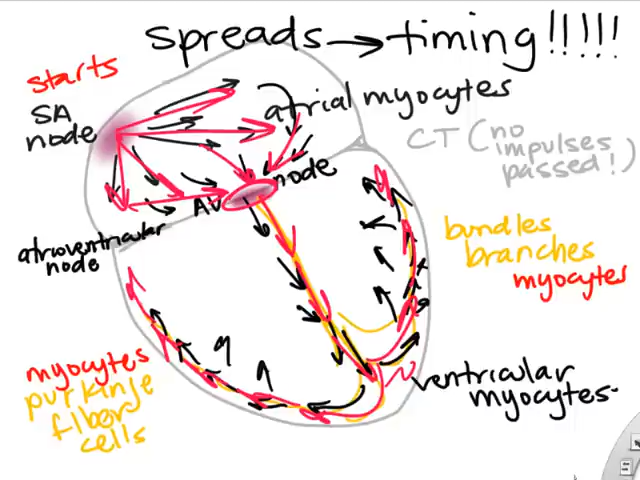 spreads → timing !!!!!
starts
SA
node
atrial myocytes
CT (no
impulses
passed!)
AV node
atrioventricular
node
bundles
branches
myocytes
myocytes
purkinje
fiber
cells
ventricular
myocytes